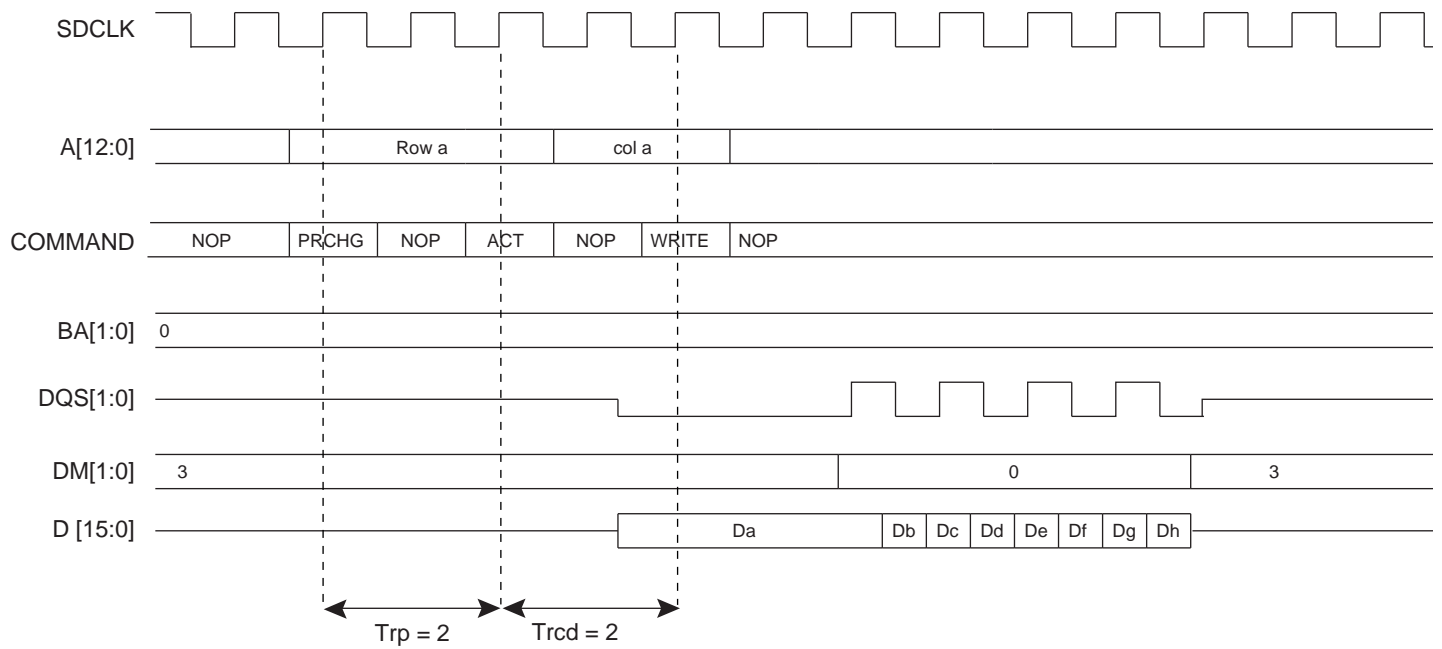 SDCLK
A[12:0] Row a col a
COMMAND NOP PRCHG NOP ACT NOP WRITE NOP
BA[1:0] 0
DQS[1:0]
DM[1:0] 3 0 3
D [15:0] Da Db Dc Dd De Df Dg Dh
Trp = 2 Trcd = 2